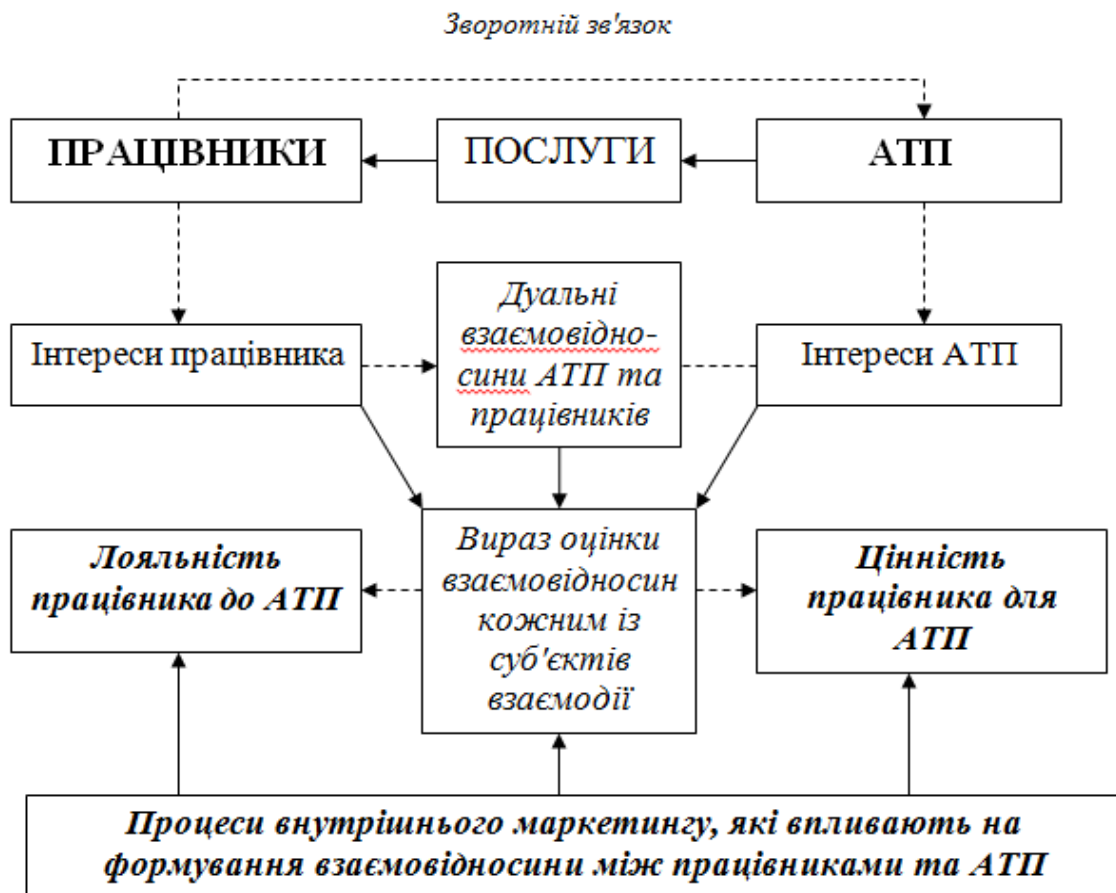 Зворотній зв'язок
ПРАЦІВНИКИ
ПОСЛУГИ
АТП
Дуальні
взаємовідно-
сини АТП та
працівників
Інтереси працівника
Інтереси АТП
Лояльність
працівника до АТП
Вираз оцінки
взаємовідносин
кожним із
суб'єктів
взаємодії
Цінність
працівника для
АТП
Процеси внутрішнього маркетингу, які впливають на
формування взаємовідносини між працівниками та АТП